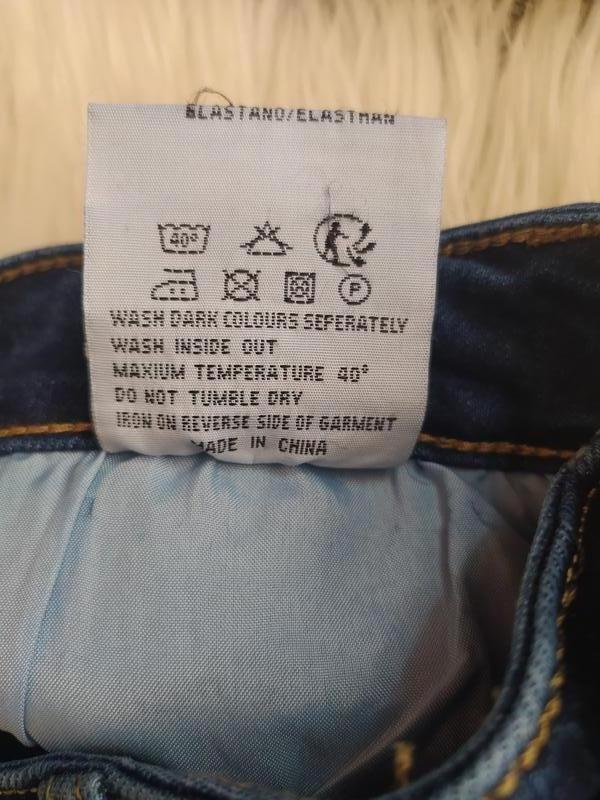 ELASTANO/ELASTHAN
40°
P
WASH DARK COLOURS SEPERATELY
WASH INSIDE OUT
MAXIUM TEMPERATURE 40°
DO NOT TUMBLE DRY
IRON ON REVERSE SIDE OF GARMENT
MADE IN CHINA